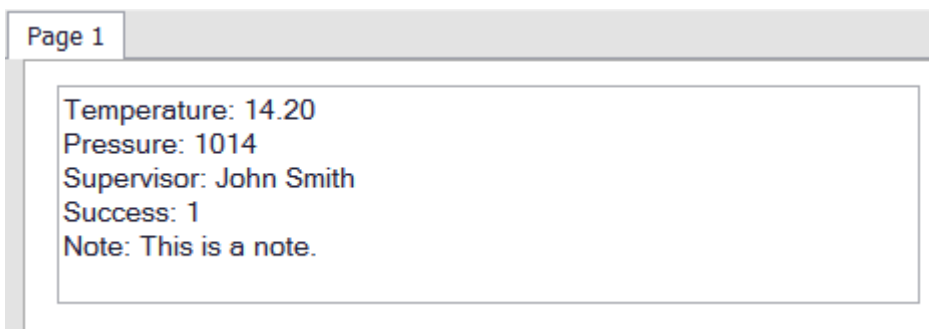 Page 1
Temperature: 14.20
Pressure: 1014
Supervisor: John Smith
Success: 1
Note: This is a note.